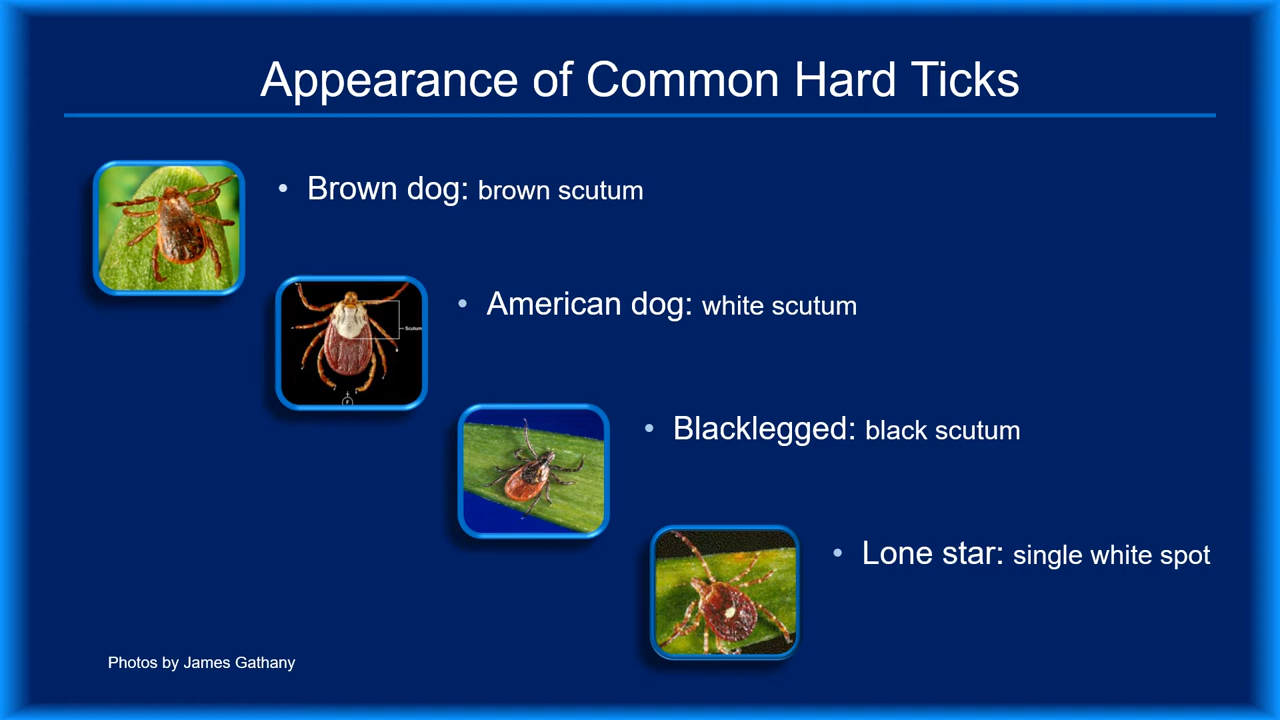 Appearance of Common Hard Ticks
• Brown dog: brown scutum
Scutum
• American dog: white scutum
• Blacklegged: black scutum
• Lone star: single white spot
Photos by James Gathany